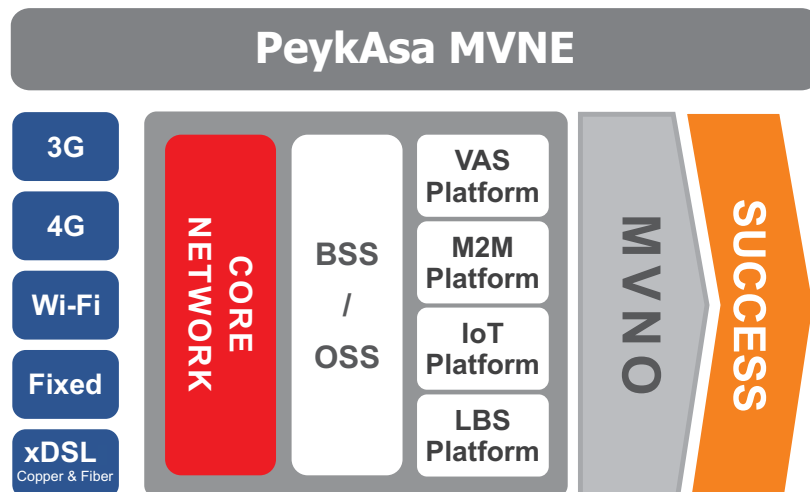 PeykAsa MVNE
3G
4G
Wi-Fi
Fixed
xDSL
Copper & Fiber
CORE
NETWORK
BSS
/
OSS
VAS
Platform
M2M
Platform
IoT
Platform
LBS
Platform
MVNO
SUCCESS